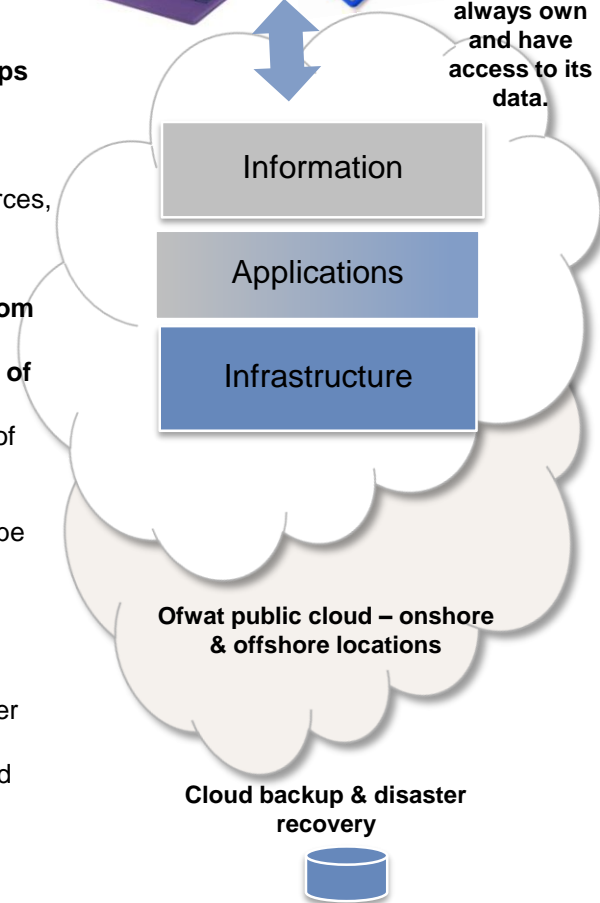 ps
rces,
om
of
of
be
er
d
always own
and have
access to its
data.
Information
Applications
Infrastructure
Ofwat public cloud – onshore
& offshore locations
Cloud backup & disaster
recovery